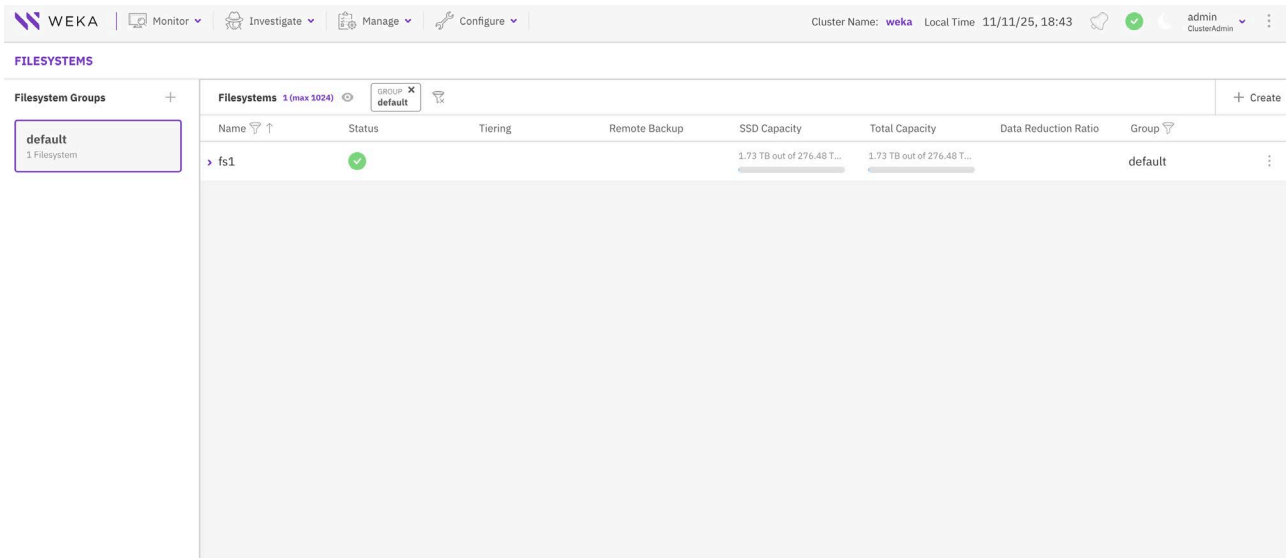 WEKA Monitor Investigate Manage Configure Cluster Name: weka Local Time 11/11/25, 18:43 admin
ClusterAdmin
FILESYSTEMS
Filesystem Groups
default
1 Filesystem
Filesystems 1 (max 1024) GROUP default
Create
Name Status Tiering Remote Backup SSD Capacity Total Capacity Data Reduction Ratio Group
fs1 1.73 TB out of 276.48 T... 1.73 TB out of 276.48 T... default